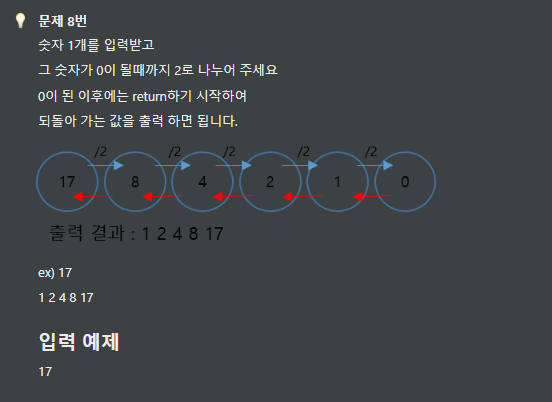 문제 8번
숫자 1개를 입력받고
그 숫자가 0이 될때까지 2로 나누어 주세요
0이 된 이후에는 return하기 시작하여
되돌아 가는 값을 출력 하면 됩니다.
/2 /2 /2 /2 /2
17 8 4 2 1 0
출력 결과 : 1 2 4 8 17
ex) 17
1 2 4 8 17
입력 예제
17